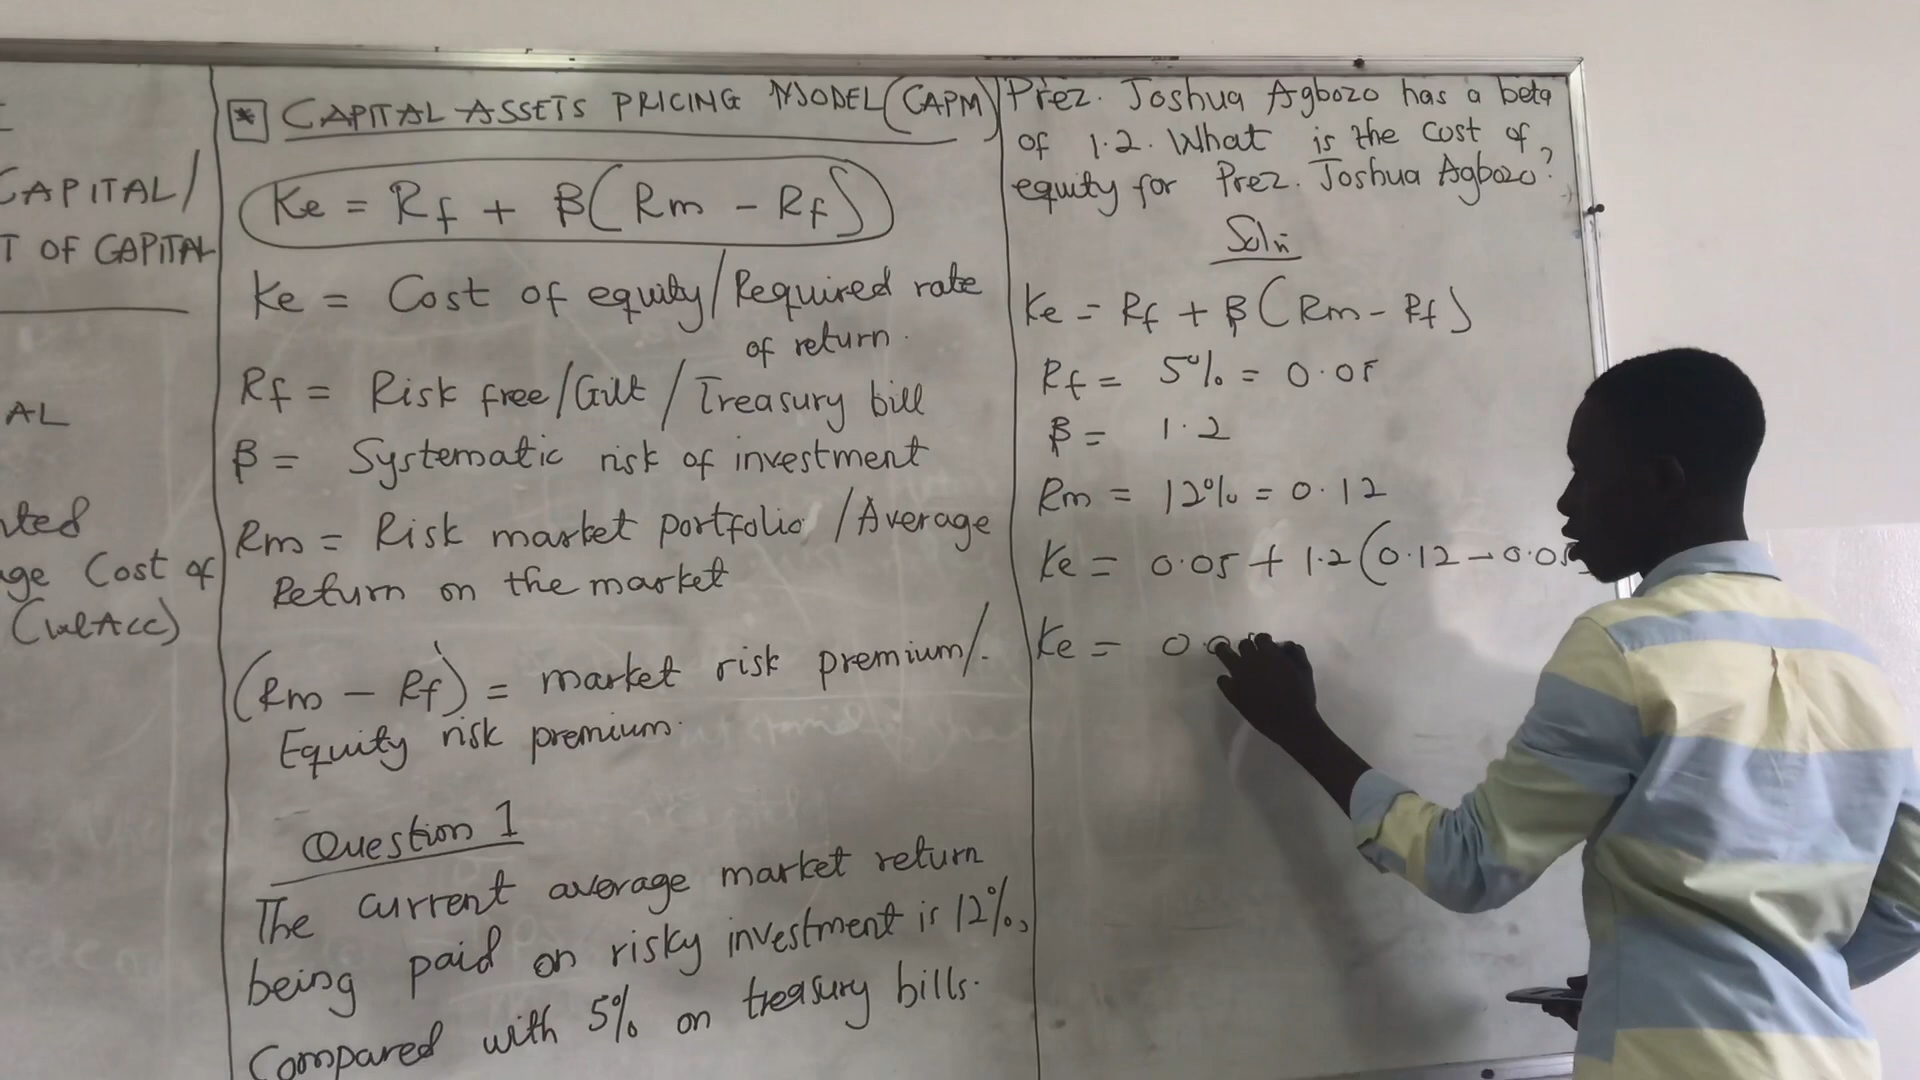 CAPITAL/
T OF CAPITAL
AL
ge Cost of
(WACC)
* CAPITAL ASSETS PRICING MODEL (CAPM)
Ke = Rf + β(Rm - Rf)
Ke = Cost of equity/Required rate
of return.
Rf = Risk free/Gilt/Treasury bill
β = Systematic risk of investment
Rm = Risk market portfolio/Average
Return on the market
(Rm - Rf) = market risk premium/.
Equity risk premium.
Question 1
The current average market return
being paid on risky investment is 12%,
Compared with 5% on treasury bills.
Prez. Joshua Agbozo has a beta
of 1.2. What is the cost of
equity for Prez. Joshua Agbozo?
Soln
Ke = Rf + β(Rm - Rf)
Rf = 5% = 0.05
β = 1.2
Rm = 12% = 0.12
Ke = 0.05 + 1.2(0.12 - 0.05
Ke = 0.0